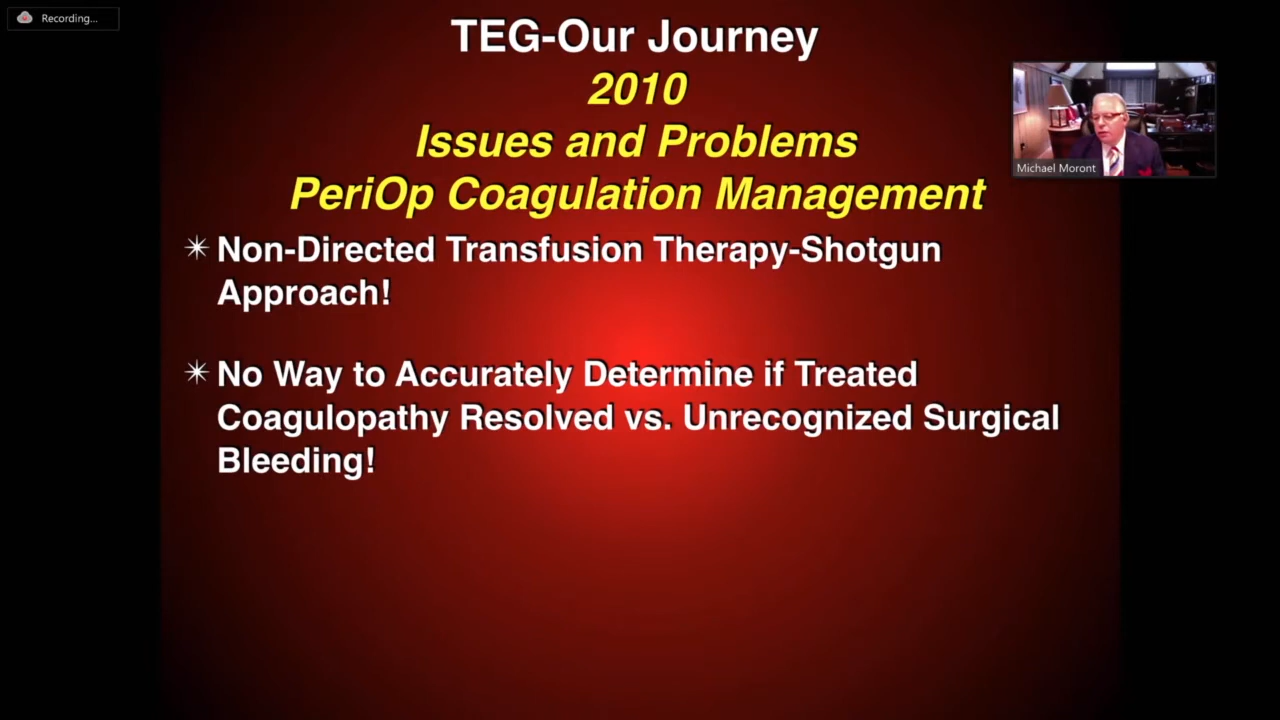 Recording...
TEG-Our Journey
2010
Issues and Problems
PeriOp Coagulation Management
Michael Moront
✴ Non-Directed Transfusion Therapy-Shotgun
Approach!
✴ No Way to Accurately Determine if Treated
Coagulopathy Resolved vs. Unrecognized Surgical
Bleeding!